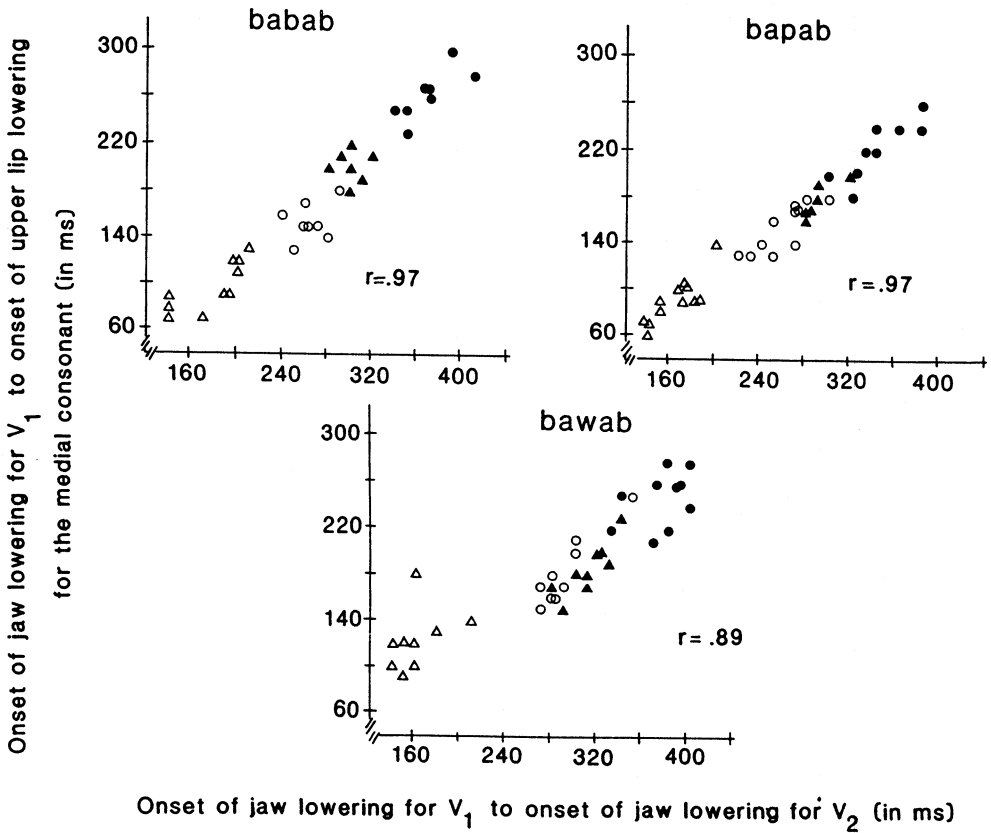 babab
300
220
140
60
160 240 320 400
r=.97
bapab
300
220
140
60
160 240 320 400
r=.97
bawab
300
220
140
60
160 240 320 400
r= .89
Onset of jaw lowering for V1 to onset of upper lip lowering
for the medial consonant (in ms)
Onset of jaw lowering for V1 to onset of jaw lowering for V2 (in ms)